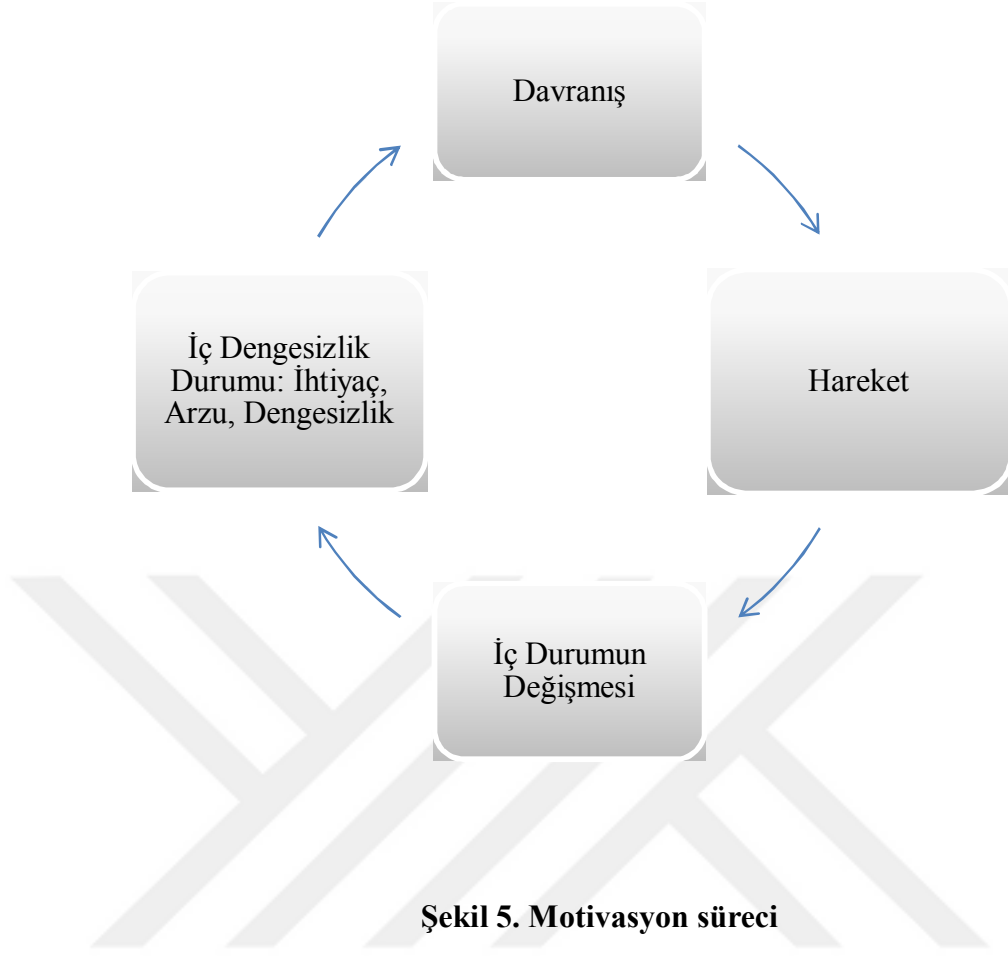 Davranış
Hareket
İç Durumun
Değişmesi
İç Dengesizlik
Durumu: İhtiyaç,
Arzu, Dengesizlik
Şekil 5. Motivasyon süreci